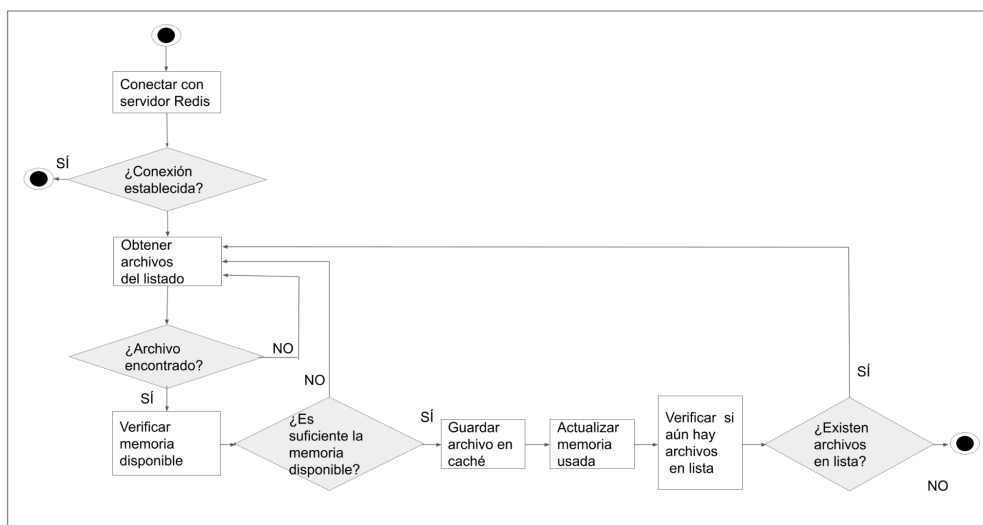 Conectar con
servidor Redis
SÍ
¿Conexión
establecida?
Obtener
archivos
del listado
¿Archivo
encontrado?
NO
SÍ
Verificar
memoria
disponible
NO
¿Es
suficiente la
memoria
disponible?
SÍ
Guardar
archivo en
caché
Actualizar
memoria
usada
Verificar si
aún hay
archivos
en lista
SÍ
¿Existen
archivos
en lista?
NO